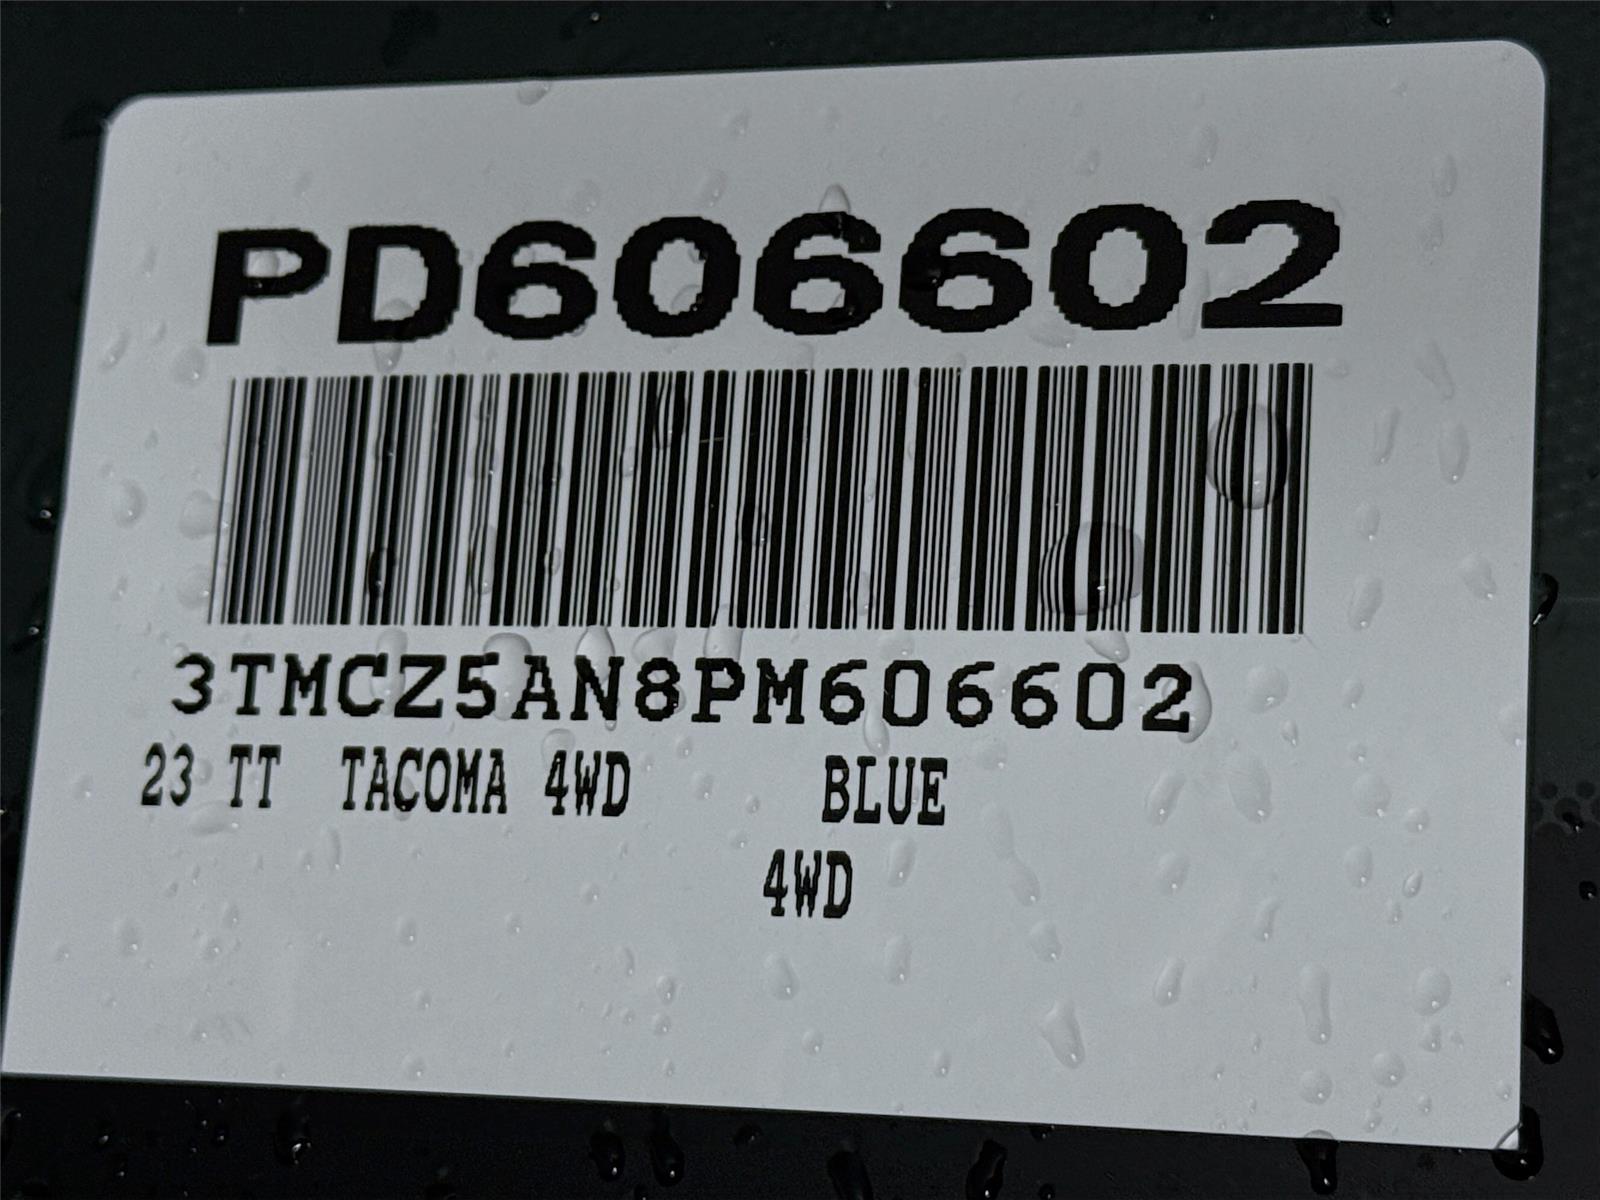 PD606602
3TMCZ5AN8PM606602
23 TT TACOMA 4WD BLUE
4WD